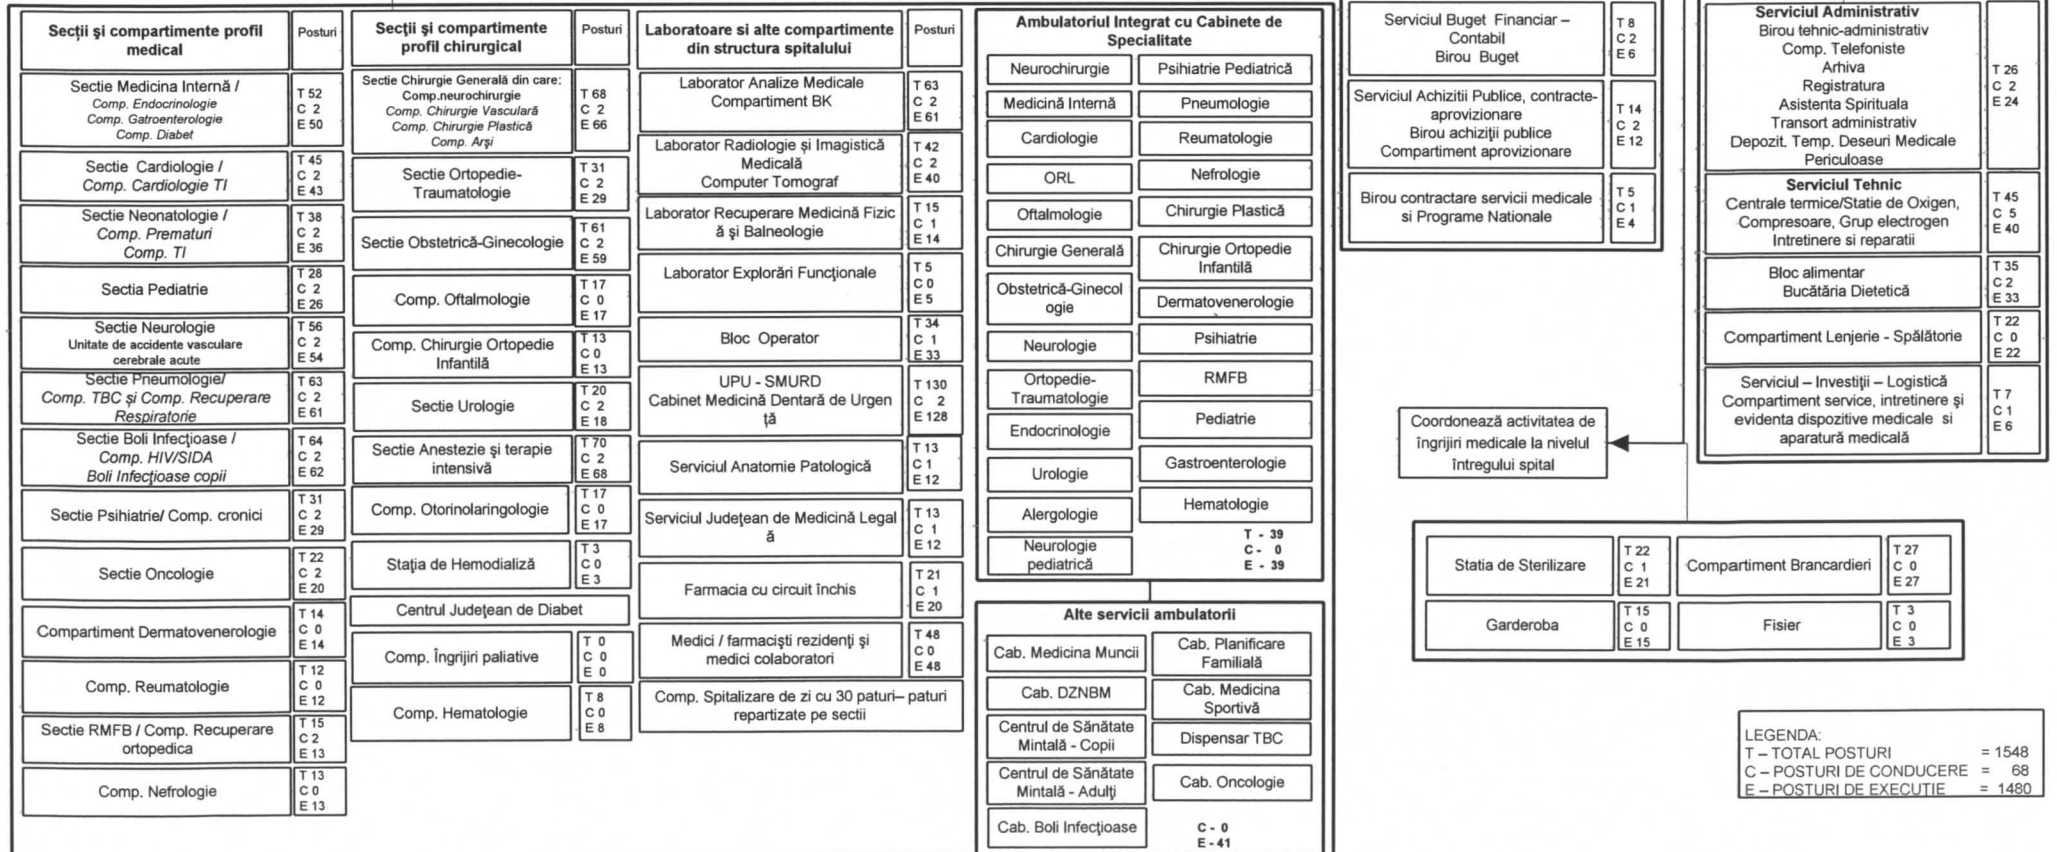 Secții şi compartimente profil
medical
Posturi
Sectie Medicina Internă /
Comp. Endocrinologie
Comp. Gatroenterologie
Comp. Diabet
T 52
C 2
E 50
Sectie Cardiologie /
Comp. Cardiologie TI
T 45
C 2
E 43
Sectie Neonatologie /
Comp. Prematuri
Comp. TI
T 38
C 2
E 36
Sectia Pediatrie
T 28
C 2
E 26
Sectie Neurologie
Unitate de accidente vasculare
cerebrale acute
T 56
C 2
E 54
Sectie Pneumologie/
Comp. TBC şi Comp. Recuperare
Respiratorie
T 63
C 2
E 61
Sectie Boli Infecţioase /
Comp. HIV/SIDA
Boli Infecţioase copii
T 64
C 2
E 62
Sectie Psihiatrie/ Comp. cronici
T 31
C 2
E 29
Sectie Oncologie
T 22
C 2
E 20
Compartiment Dermatovenerologie
T 14
C 0
E 14
Comp. Reumatologie
T 12
C 0
E 12
Sectie RMFB / Comp. Recuperare
ortopedica
T 15
C 2
E 13
Comp. Nefrologie
T 13
C 0
E 13
Secţii şi compartimente
profil chirurgical
Posturi
Sectie Chirurgie Generală din care:
Comp.neurochirurgie
Comp. Chirurgie Vasculară
Comp. Chirurgie Plastică
Comp. Arşi
T 68
C 2
E 66
Sectie Ortopedie-
Traumatologie
T 31
C 2
E 29
Sectie Obstetrică-Ginecologie
T 61
C 2
E 59
Comp. Oftalmologie
T 17
C 0
E 17
Comp. Chirurgie Ortopedie
Infantilă
T 13
C 0
E 13
Sectie Urologie
T 20
C 2
E 18
Sectie Anestezie şi terapie
intensivă
T 70
C 2
E 68
Comp. Otorinolaringologie
T 17
C 0
E 17
Staţia de Hemodializă
T 3
C 0
E 3
Centrul Judeţean de Diabet
Comp. Îngrijiri paliative
T 0
C 0
E 0
Comp. Hematologie
T 8
C 0
E 8
Laboratoare si alte compartimente
din structura spitalului
Posturi
Laborator Analize Medicale
Compartiment BK
T 63
C 2
E 61
Laborator Radiologie și Imagistică
Medicală
Computer Tomograf
T 42
C 2
E 40
Laborator Recuperare Medicină Fizic
ă şi Balneologie
T 15
C 1
E 14
Laborator Explorări Funcţionale
T 5
C 0
E 5
Bloc Operator
T 34
C 1
E 33
UPU - SMURD
Cabinet Medicină Dentară de Urgen
ţă
T 130
C 2
E 128
Serviciul Anatomie Patologică
T 13
C 1
E 12
Serviciul Judeţean de Medicină Legal
ă
T 13
C 1
E 12
Farmacia cu circuit închis
T 21
C 1
E 20
Medici / farmacişti rezidenţi şi
medici colaboratori
T 48
C 0
E 48
Comp. Spitalizare de zi cu 30 paturi– paturi
repartizate pe sectii
Ambulatoriul Integrat cu Cabinete de
Specialitate
Neurochirurgie
Psihiatrie Pediatrică
Medicină Internă
Pneumologie
Cardiologie
Reumatologie
ORL
Nefrologie
Oftalmologie
Chirurgie Plastică
Chirurgie Generală
Chirurgie Ortopedie
Infantilă
Obstetrică-Ginecol
ogie
Dermatovenerologie
Neurologie
Psihiatrie
Ortopedie-
Traumatologie
RMFB
Endocrinologie
Pediatrie
Urologie
Gastroenterologie
Alergologie
Hematologie
Neurologie
pediatrică
T - 39
C - 0
E - 39
Alte servicii ambulatorii
Cab. Medicina Muncii
Cab. Planificare
Familială
Cab. DZNBM
Cab. Medicina
Sportivă
Centrul de Sănătate
Mintală - Copii
Dispensar TBC
Centrul de Sănătate
Mintală - Adulţi
Cab. Oncologie
Cab. Boli Infecţioase
C - 0
E - 41
Serviciul Buget Financiar –
Contabil
Birou Buget
T 8
C 2
E 6
Serviciul Achizitii Publice, contracte-
aprovizionare
Birou achiziţii publice
Compartiment aprovizionare
T 14
C 2
E 12
Birou contractare servicii medicale
si Programe Nationale
T 5
C 1
E 4
Serviciul Administrativ
Birou tehnic-administrativ
Comp. Telefoniste
Arhiva
Registratura
Asistenta Spirituala
Transort administrativ
Depozit. Temp. Deseuri Medicale
Periculoase
T 26
C 2
E 24
Serviciul Tehnic
Centrale termice/Statie de Oxigen,
Compresoare, Grup electrogen
Intretinere si reparatii
T 45
C 5
E 40
Bloc alimentar
Bucătăria Dietetică
T 35
C 2
E 33
Compartiment Lenjerie - Spălătorie
T 22
C 0
E 22
Serviciul – Investiţii – Logistică
Compartiment service, intretinere şi
evidenta dispozitive medicale si
aparatură medicală
T 7
C 1
E 6
Coordonează activitatea de
îngrijiri medicale la nivelul
întregului spital
Statia de Sterilizare
T 22
C 1
E 21
Compartiment Brancardieri
T 27
C 0
E 27
Garderoba
T 15
C 0
E 15
Fisier
T 3
C 0
E 3
LEGENDA:
T – TOTAL POSTURI = 1548
C – POSTURI DE CONDUCERE = 68
E – POSTURI DE EXECUTIE = 1480